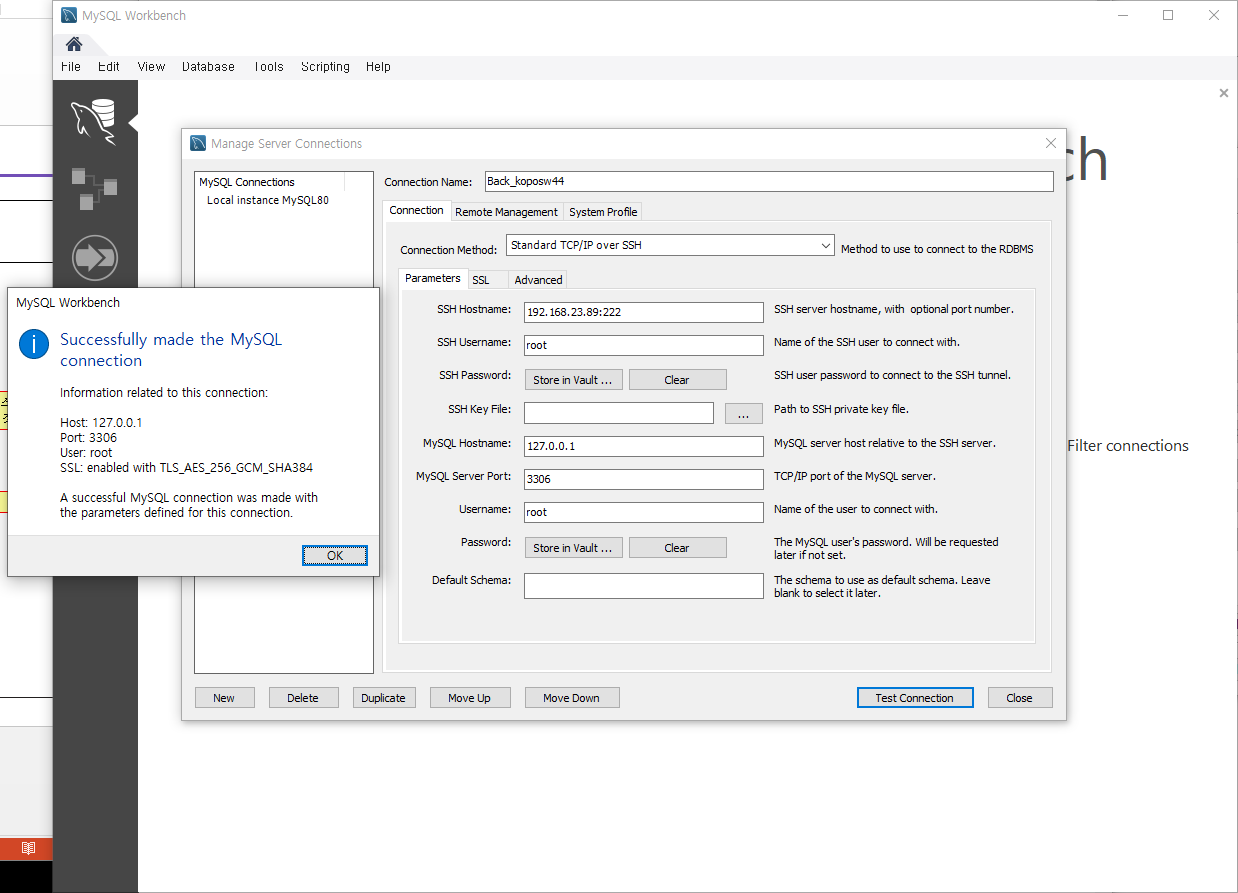 MySQL Workbench
File Edit View Database Tools Scripting Help
ch
Manage Server Connections
MySQL Connections
Local instance MySQL80
Connection Name: Back_koposw44
Connection Remote Management System Profile
Connection Method: Standard TCP/IP over SSH Method to use to connect to the RDBMS
Parameters SSL Advanced
SSH Hostname: 192.168.23.89:222 SSH server hostname, with optional port number.
SSH Username: root Name of the SSH user to connect with.
SSH Password: Store in Vault ... Clear SSH user password to connect to the SSH tunnel.
SSH Key File: ... Path to SSH private key file.
MySQL Hostname: 127.0.0.1 MySQL server host relative to the SSH server.
MySQL Server Port: 3306 TCP/IP port of the MySQL server.
Username: root Name of the user to connect with.
Password: Store in Vault ... Clear The MySQL user's password. Will be requested
later if not set.
Default Schema: The schema to use as default schema. Leave
blank to select it later.
New Delete Duplicate Move Up Move Down Test Connection Close
Filter connections
MySQL Workbench
Successfully made the MySQL
connection
Information related to this connection:
Host: 127.0.0.1
Port: 3306
User: root
SSL: enabled with TLS_AES_256_GCM_SHA384
A successful MySQL connection was made with
the parameters defined for this connection.
OK